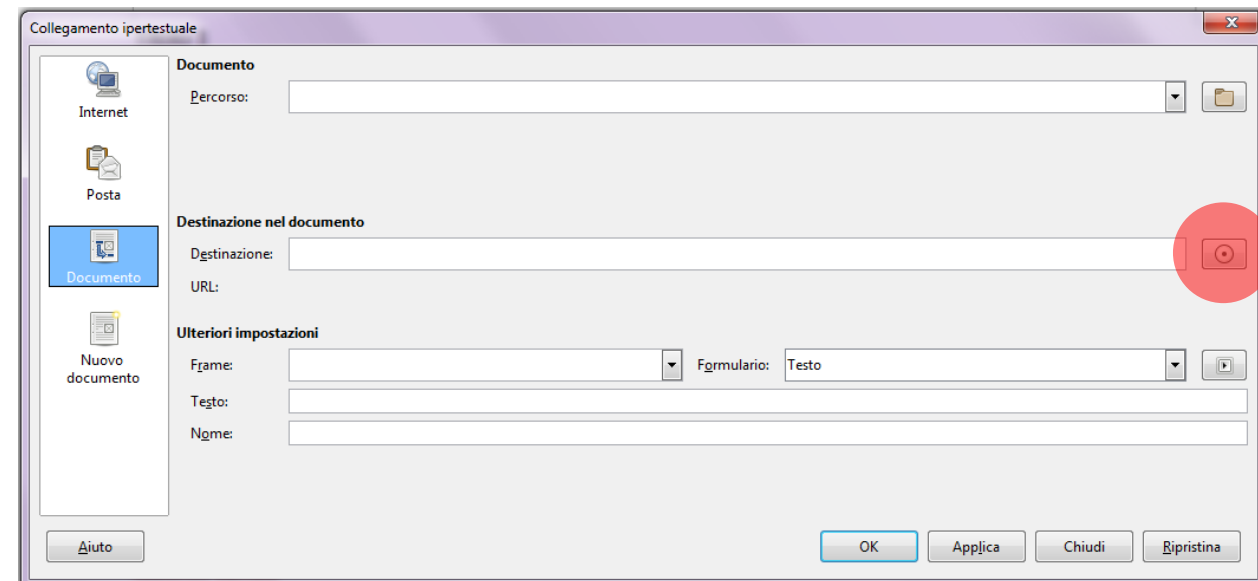 Collegamento ipertestuale
Internet
Posta
Documento
Nuovo
documento
Documento
Percorso:
Destinazione nel documento
Destinazione:
URL:
Ulteriori impostazioni
Frame:
Formulario: Testo
Testo:
Nome:
Aiuto
OK
Applica
Chiudi
Ripristina